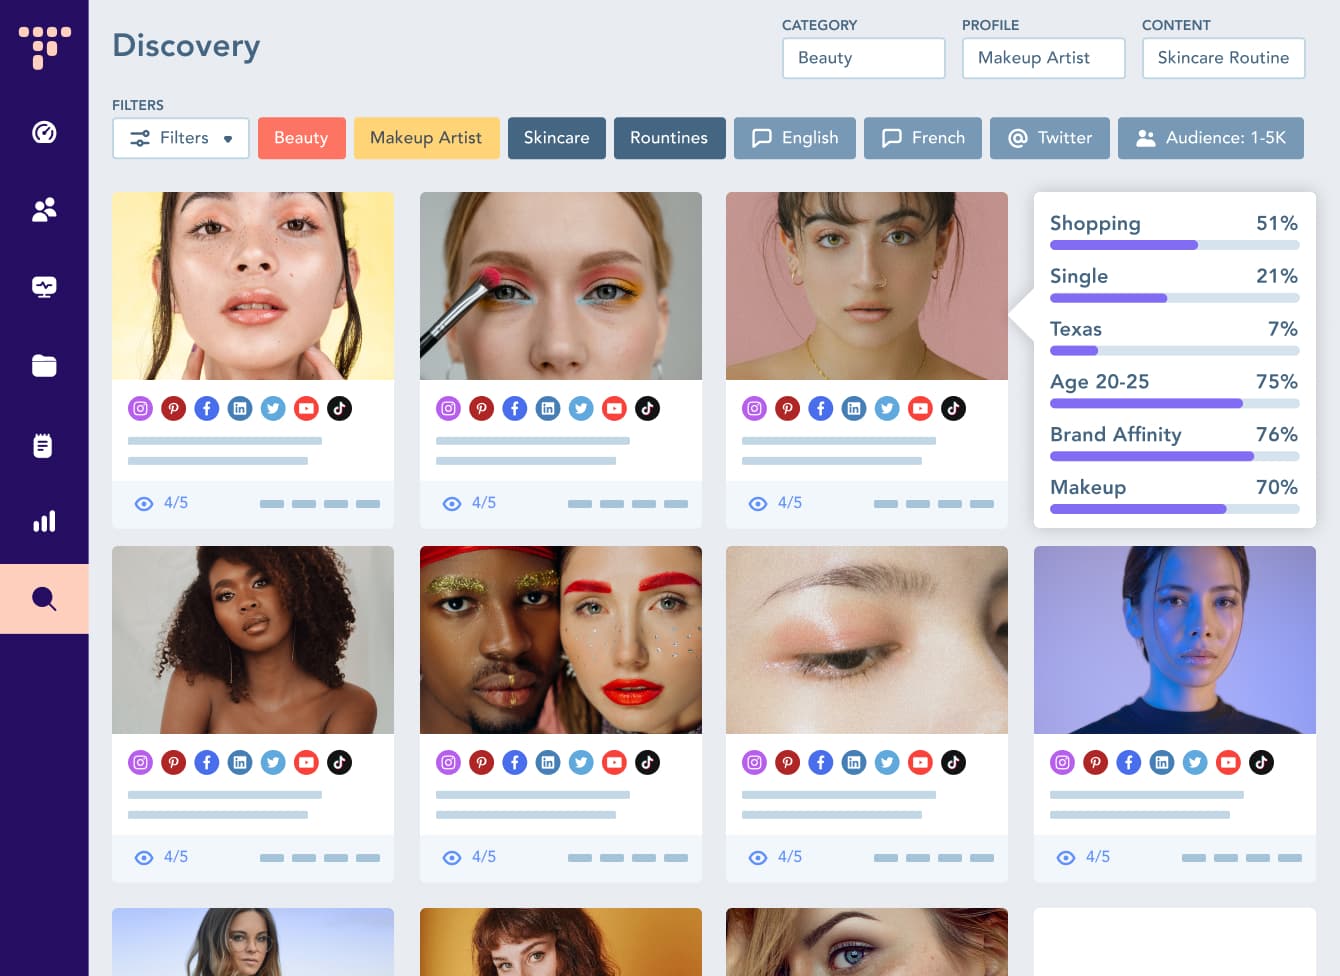 Discovery
CATEGORY
Beauty
PROFILE
Makeup Artist
CONTENT
Skincare Routine
FILTERS
Filters
Beauty
Makeup Artist
Skincare
Rountines
English
French
Twitter
Audience: 1-5K
Shopping 51%
Single 21%
Texas 7%
Age 20-25 75%
Brand Affinity 76%
Makeup 70%
4/5
4/5
4/5
4/5
4/5
4/5
4/5